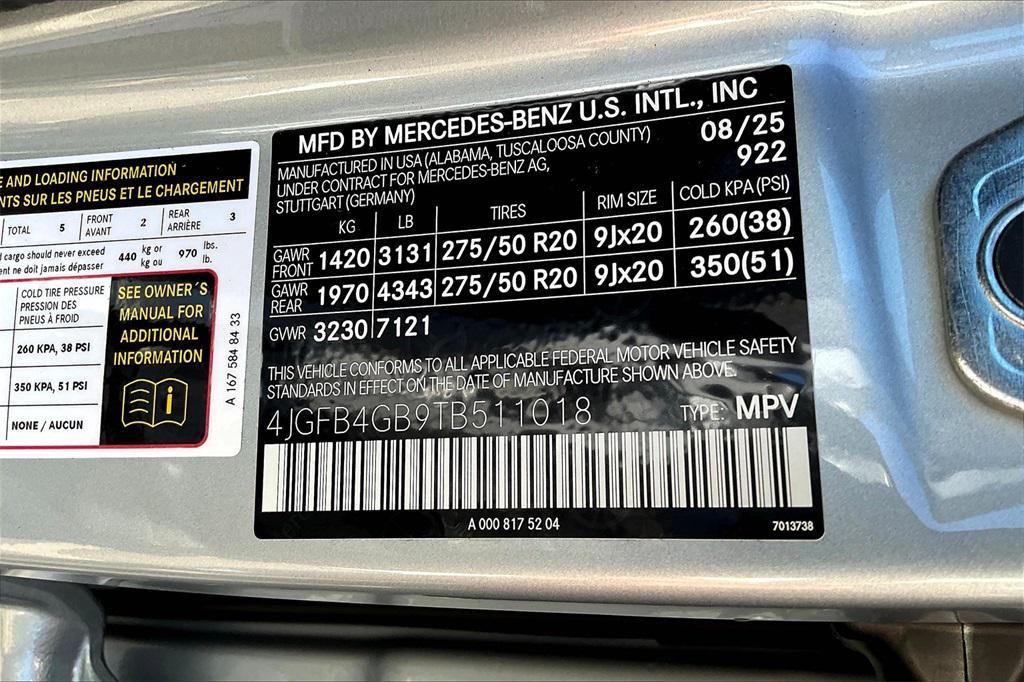 E AND LOADING INFORMATION
NTS SUR LES PNEUS ET LE CHARGEMENT
TOTAL 5 FRONT AVANT 2 REAR ARRIÈRE 3
d cargo should never exceed 440 kg or 970 lbs.
ent ne doit jamais dépasser kg ou lb.
COLD TIRE PRESSURE
PRESSION DES
PNEUS À FROID
260 KPA, 38 PSI
350 KPA, 51 PSI
NONE / AUCUN
SEE OWNER´S
MANUAL FOR
ADDITIONAL
INFORMATION
i
A 167 584 84 33
MFD BY MERCEDES-BENZ U.S. INTL., INC
MANUFACTURED IN USA (ALABAMA, TUSCALOOSA COUNTY) 08/25
UNDER CONTRACT FOR MERCEDES-BENZ AG, 922
STUTTGART (GERMANY)
KG LB TIRES RIM SIZE COLD KPA (PSI)
GAWR FRONT 1420 3131 275/50 R20 9Jx20 260(38)
GAWR REAR 1970 4343 275/50 R20 9Jx20 350(51)
GVWR 3230 7121
THIS VEHICLE CONFORMS TO ALL APPLICABLE FEDERAL MOTOR VEHICLE SAFETY
STANDARDS IN EFFECT ON THE DATE OF MANUFACTURE SHOWN ABOVE.
4JGFB4GB9TB511018 TYPE: MPV
A 000 817 52 04 7013738